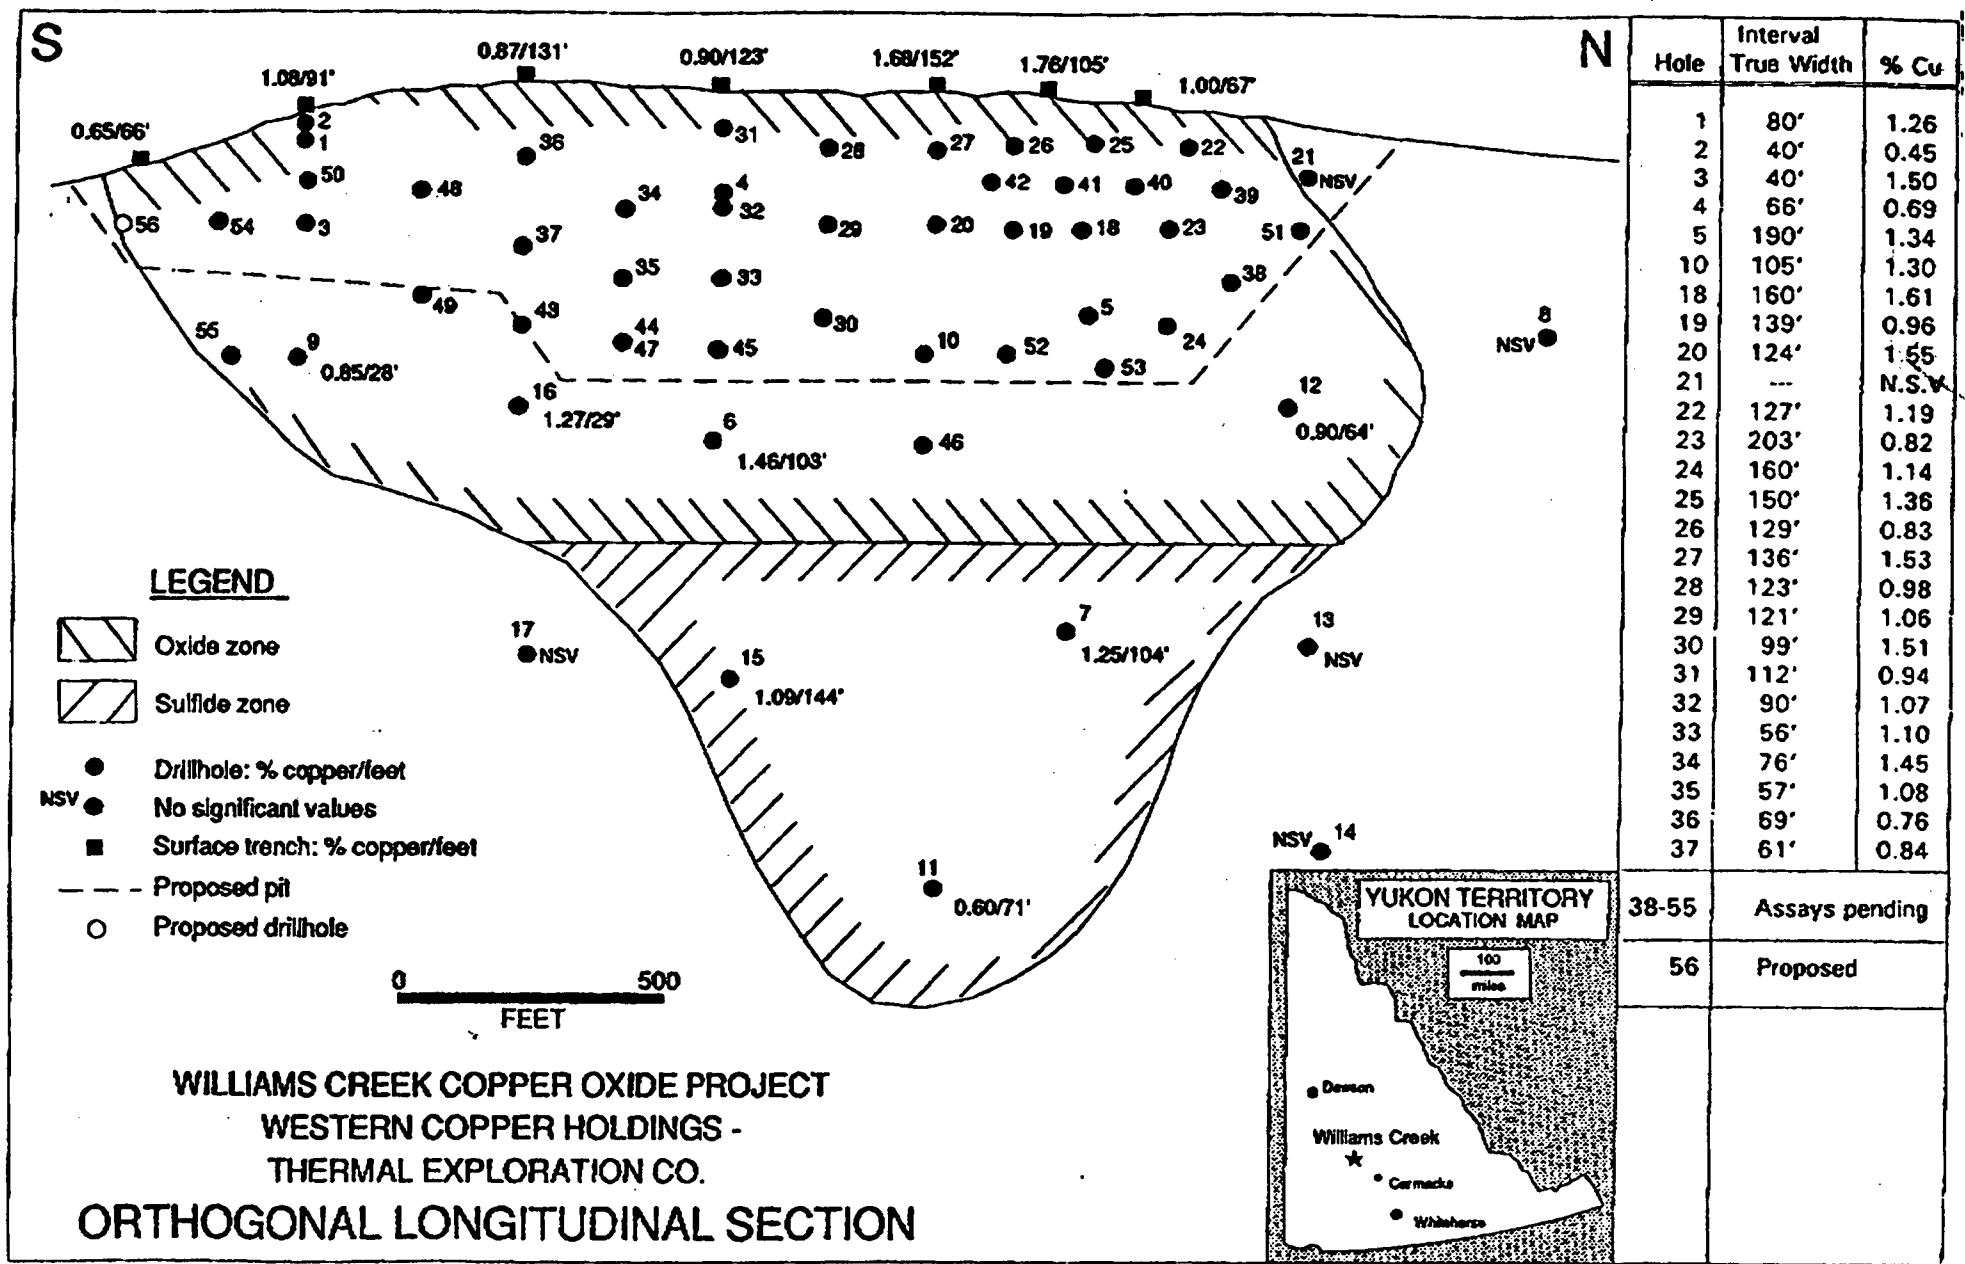 S
N
0.65/66'
1.08/91'
0.87/131'
0.90/123'
1.68/152'
1.76/105'
1.00/67'
2
1
50
3
56
54
48
36
37
34
35
31
4
32
33
28
29
27
20
26
42
19
25
41
18
22
40
23
39
21
NSV
51
38
49
43
44
47
45
30
10
52
5
53
24
8
NSV
55
9
0.85/28'
16
1.27/29'
6
1.46/103'
46
12
0.90/64'
17
NSV
15
1.09/144'
7
1.25/104'
13
NSV
11
0.60/71'
NSV
14
LEGEND
Oxide zone
Sulfide zone
Drillhole: % copper/feet
NSV No significant values
Surface trench: % copper/feet
Proposed pit
Proposed drillhole
0 500
FEET
WILLIAMS CREEK COPPER OXIDE PROJECT
WESTERN COPPER HOLDINGS -
THERMAL EXPLORATION CO.
ORTHOGONAL LONGITUDINAL SECTION
YUKON TERRITORY
LOCATION MAP
100
miles
Dawson
Williams Creek
Carmacks
Whitehorse
Hole Interval True Width % Cu
1 80' 1.26
2 40' 0.45
3 40' 1.50
4 66' 0.69
5 190' 1.34
10 105' 1.30
18 160' 1.61
19 139' 0.96
20 124' 1.55
21 --- N.S.V
22 127' 1.19
23 203' 0.82
24 160' 1.14
25 150' 1.36
26 129' 0.83
27 136' 1.53
28 123' 0.98
29 121' 1.06
30 99' 1.51
31 112' 0.94
32 90' 1.07
33 56' 1.10
34 76' 1.45
35 57' 1.08
36 69' 0.76
37 61' 0.84
38-55 Assays pending
56 Proposed